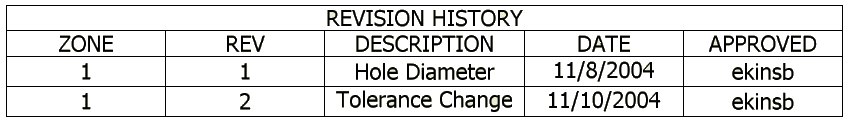 REVISION HISTORY
ZONE REV DESCRIPTION DATE APPROVED
1 1 Hole Diameter 11/8/2004 ekinsb
1 2 Tolerance Change 11/10/2004 ekinsb